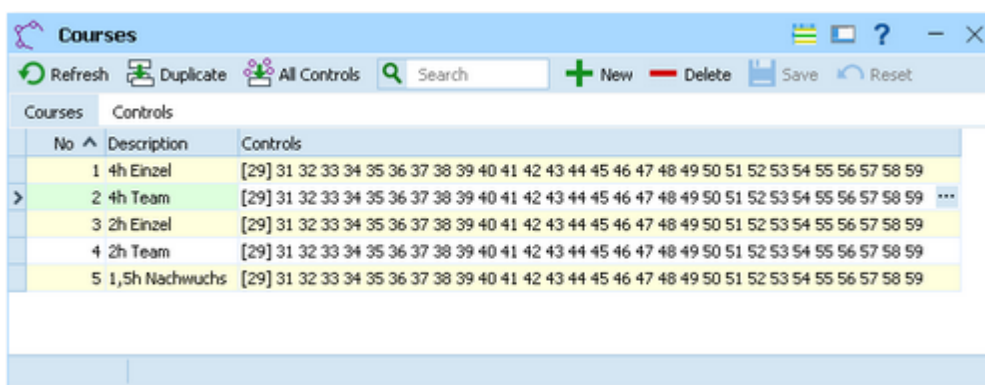 Courses ?
Refresh Duplicate All Controls Search New Delete Save Reset
Courses Controls
No Description Controls
1 4h Einzel [29] 31 32 33 34 35 36 37 38 39 40 41 42 43 44 45 46 47 48 49 50 51 52 53 54 55 56 57 58 59
2 4h Team [29] 31 32 33 34 35 36 37 38 39 40 41 42 43 44 45 46 47 48 49 50 51 52 53 54 55 56 57 58 59 ...
3 2h Einzel [29] 31 32 33 34 35 36 37 38 39 40 41 42 43 44 45 46 47 48 49 50 51 52 53 54 55 56 57 58 59
4 2h Team [29] 31 32 33 34 35 36 37 38 39 40 41 42 43 44 45 46 47 48 49 50 51 52 53 54 55 56 57 58 59
5 1,5h Nachwuchs [29] 31 32 33 34 35 36 37 38 39 40 41 42 43 44 45 46 47 48 49 50 51 52 53 54 55 56 57 58 59